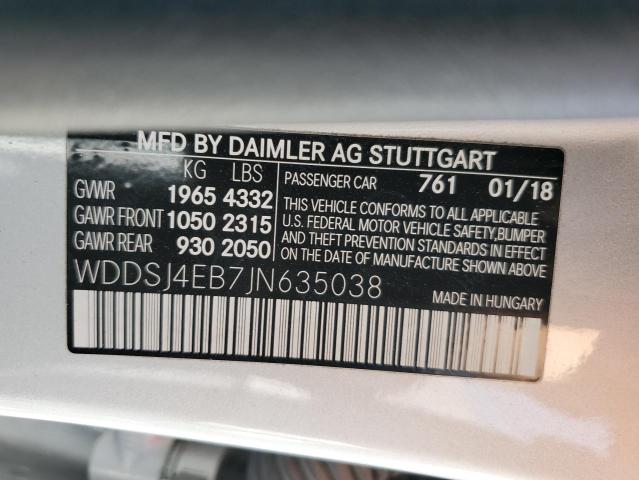 MFD BY DAIMLER AG STUTTGART
KG LBS
GVWR 1965 4332
GAWR FRONT 1050 2315
GAWR REAR 930 2050
PASSENGER CAR 761 01/18
THIS VEHICLE CONFORMS TO ALL APPLICABLE
U.S. FEDERAL MOTOR VEHICLE SAFETY, BUMPER
AND THEFT PREVENTION STANDARDS IN EFFECT
ON THE DATE OF MANUFACTURE SHOWN ABOVE.
WDDSJ4EB7JN635038
MADE IN HUNGARY